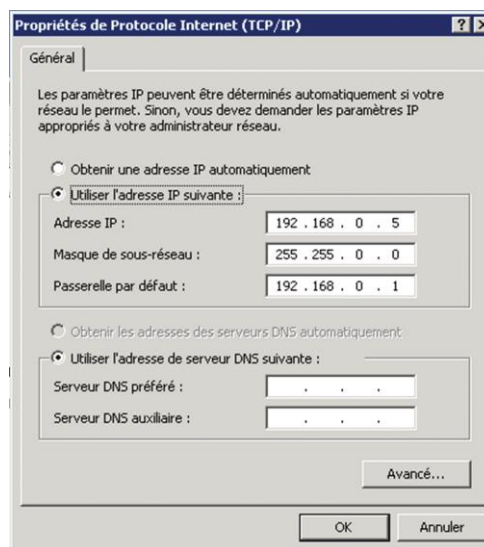 Propriétés de Protocole Internet (TCP/IP)
Général
Les paramètres IP peuvent être déterminés automatiquement si votre
réseau le permet. Sinon, vous devez demander les paramètres IP
appropriés à votre administrateur réseau.
Obtenir une adresse IP automatiquement
Utiliser l'adresse IP suivante :
Adresse IP : 192 . 168 . 0 . 5
Masque de sous-réseau : 255 . 255 . 0 . 0
Passerelle par défaut : 192 . 168 . 0 . 1
Obtenir les adresses des serveurs DNS automatiquement
Utiliser l'adresse de serveur DNS suivante :
Serveur DNS préféré : . . .
Serveur DNS auxiliaire : . . .
Avancé...
OK Annuler